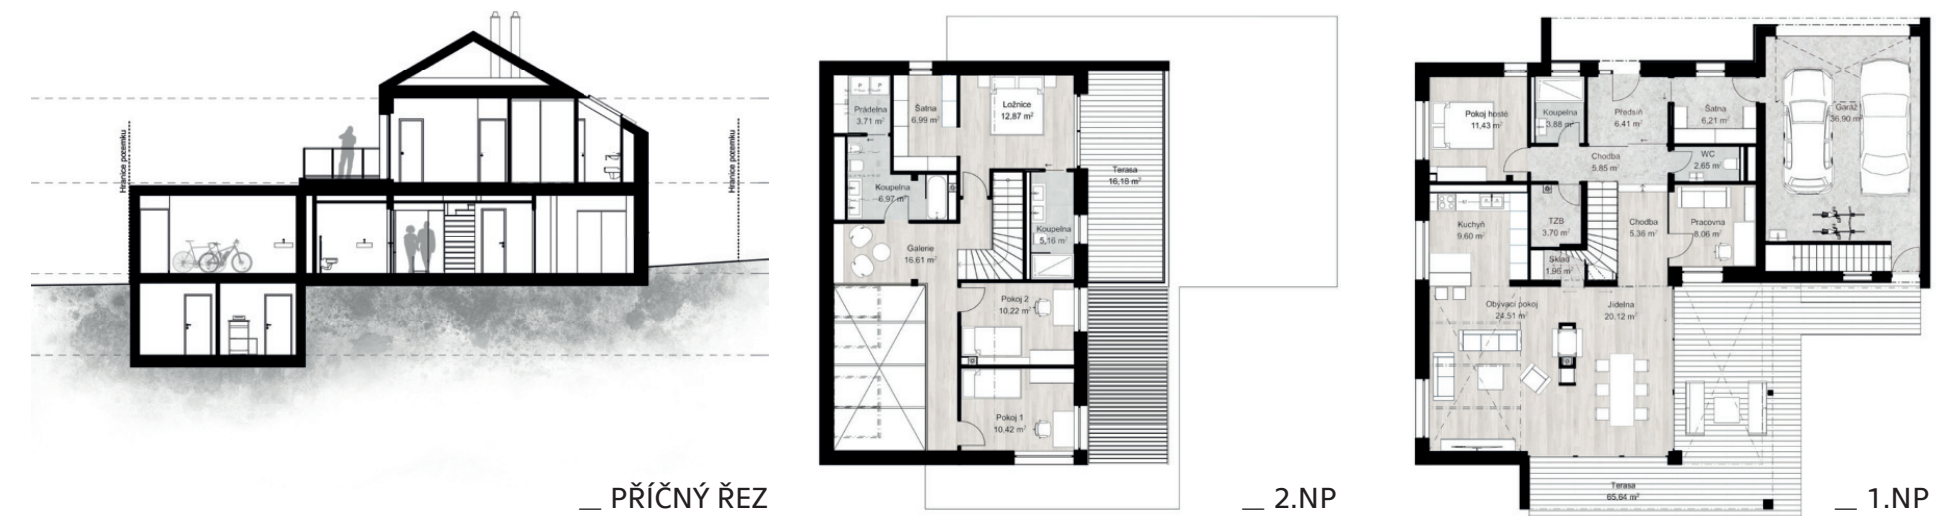 Hranice pozemku
Hranice pozemku
_ PŘÍČNÝ ŘEZ
Prádelna
3.71 m²
Šatna
6,99 m²
Ložnice
12,87 m²
Terasa
16,18 m²
Koupelna
6.97 m²
Koupelna
5,16 m²
Galerie
16.61 m²
Pokoj 2
10.22 m²
Pokoj 1
10.42 m²
_ 2.NP
Pokoj hosté
11,43 m²
Koupelna
3.88 m²
Předsíň
6.41 m²
Šatna
6,21 m²
Garáž
36,90 m²
Chodba
5.85 m²
WC
2.65 m²
Kuchyň
9.60 m²
TZB
3.70 m²
Chodba
5.36 m²
Pracovna
8.06 m²
Sklad
1.96 m²
Obývací pokoj
24.51 m²
Jídelna
20.12 m²
Terasa
65,64 m²
_ 1.NP